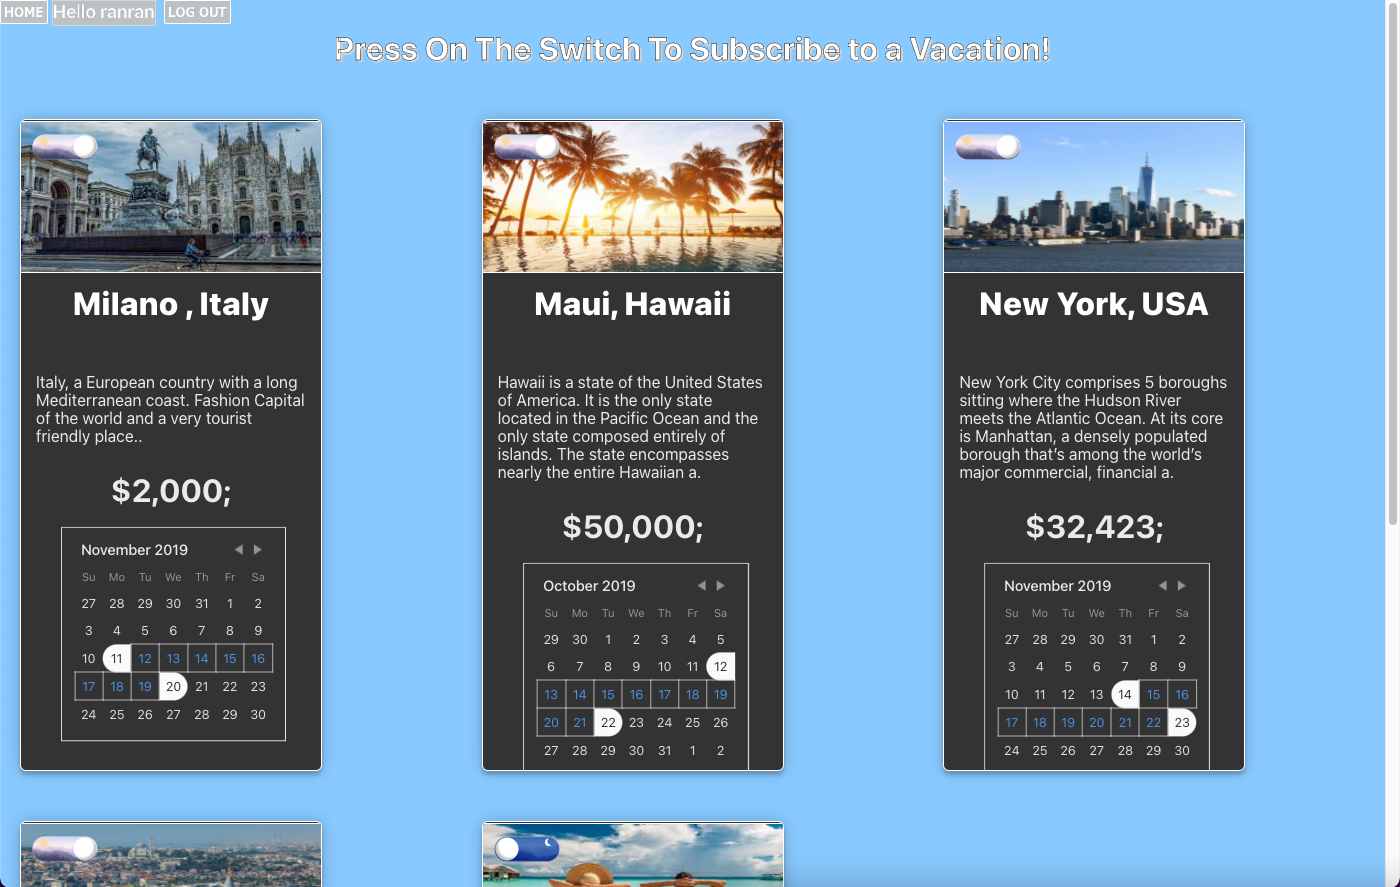 HOME Hello ranran LOG OUT
Press On The Switch To Subscribe to a Vacation!
Milano , Italy
Italy, a European country with a long
Mediterranean coast. Fashion Capital
of the world and a very tourist
friendly place..
$2,000;
November 2019
Su Mo Tu We Th Fr Sa
27 28 29 30 31 1 2
3 4 5 6 7 8 9
10 11 12 13 14 15 16
17 18 19 20 21 22 23
24 25 26 27 28 29 30
Maui, Hawaii
Hawaii is a state of the United States
of America. It is the only state
located in the Pacific Ocean and the
only state composed entirely of
islands. The state encompasses
nearly the entire Hawaiian a.
$50,000;
October 2019
Su Mo Tu We Th Fr Sa
29 30 1 2 3 4 5
6 7 8 9 10 11 12
13 14 15 16 17 18 19
20 21 22 23 24 25 26
27 28 29 30 31 1 2
New York, USA
New York City comprises 5 boroughs
sitting where the Hudson River
meets the Atlantic Ocean. At its core
is Manhattan, a densely populated
borough that’s among the world’s
major commercial, financial a.
$32,423;
November 2019
Su Mo Tu We Th Fr Sa
27 28 29 30 31 1 2
3 4 5 6 7 8 9
10 11 12 13 14 15 16
17 18 19 20 21 22 23
24 25 26 27 28 29 30